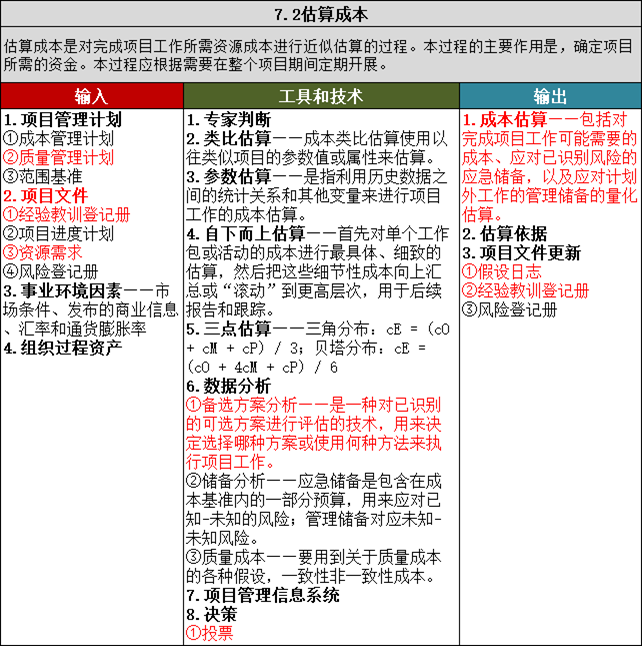 7.2估算成本
估算成本是对完成项目工作所需资源成本进行近似估算的过程。本过程的主要作用是，确定项目
所需的资金。本过程应根据需要在整个项目期间定期开展。
输入
1.项目管理计划
①成本管理计划
②质量管理计划
③范围基准
2.项目文件
①经验教训登记册
②项目进度计划
③资源需求
④风险登记册
3.事业环境因素——市
场条件、发布的商业信息
、汇率和通货膨胀率
4.组织过程资产
工具和技术
1.专家判断
2.类比估算——成本类比估算使用以
往类似项目的参数值或属性来估算。
3.参数估算——是指利用历史数据之
间的统计关系和其他变量来进行项目
工作的成本估算。
4.自下而上估算——首先对单个工作
包或活动的成本进行最具体、细致的
估算，然后把这些细节性成本向上汇
总或“滚动”到更高层次，用于后续
报告和跟踪。
5.三点估算——三角分布：cE = (cO
+ cM + cP) / 3；贝塔分布：cE =
(cO + 4cM + cP) / 6
6.数据分析
①备选方案分析——是一种对已识别
的可选方案进行评估的技术，用来决
定选择哪种方案或使用何种方法来执
行项目工作。
②储备分析——应急储备是包含在
成本基准内的一部分预算，用来应对已
知-未知的风险；管理储备对应未知-
未知风险。
③质量成本——要用到关于质量成本
的各种假设，一致性非一致性成本。
7.项目管理信息系统
8.决策
①投票
输出
1.成本估算——包括对
完成项目工作可能需要的
成本、应对已识别风险的
应急储备，以及应对计划
外工作的管理储备的量化
估算。
2.估算依据
3.项目文件更新
①假设日志
②经验教训登记册
③风险登记册